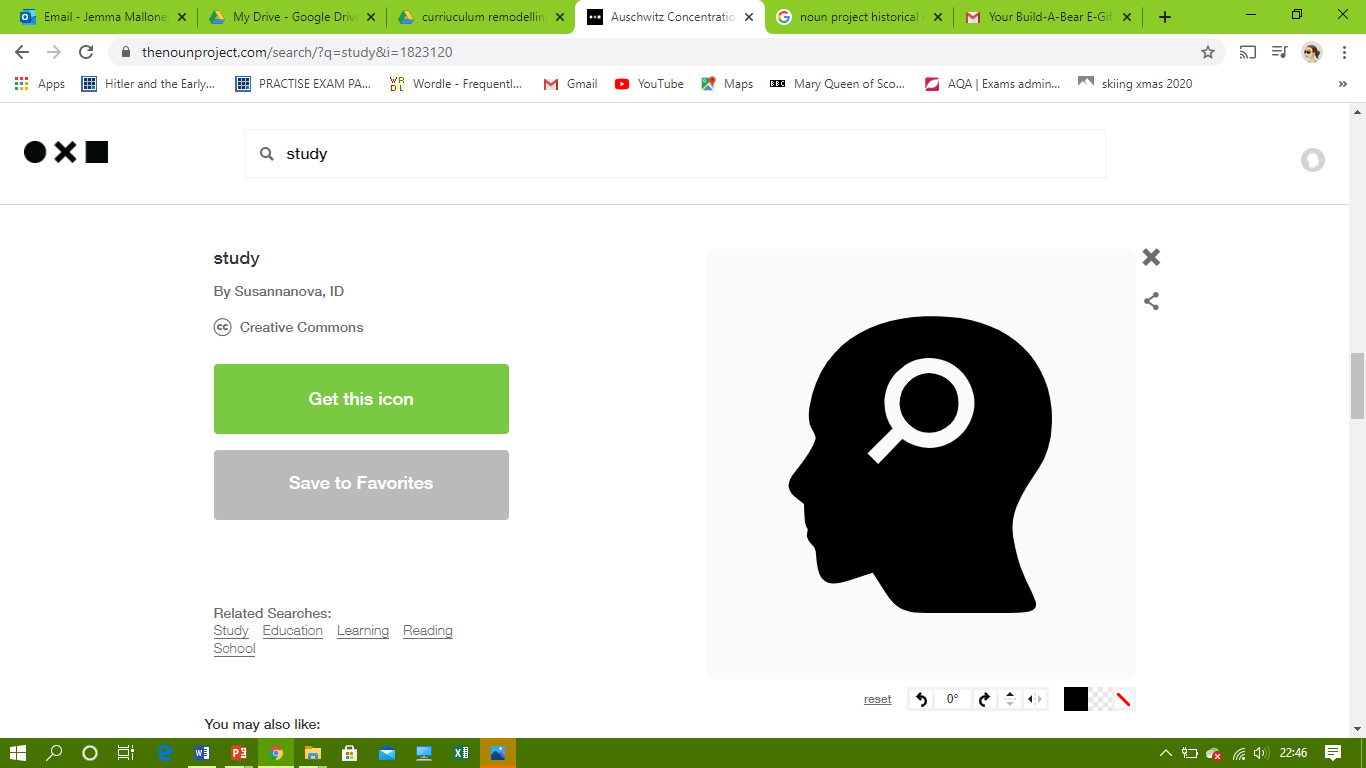 Email - Jemma Mallone
My Drive - Google Drive
curriuculum remodellin
Auschwitz Concentratio
noun project historical
Your Build-A-Bear E-Gif
thenounproject.com/search/?q=study&i=1823120
Apps
Hitler and the Early...
PRACTISE EXAM PA...
Wordle - Frequentl...
Gmail
YouTube
Maps
BBC
Mary Queen of Sco...
AQA | Exams admin...
skiing xmas 2020
study
study
By Susannanova, ID
cc Creative Commons
Get this icon
Save to Favorites
Related Searches:
Study Education Learning Reading
School
reset
0°
You may also like:
22:46